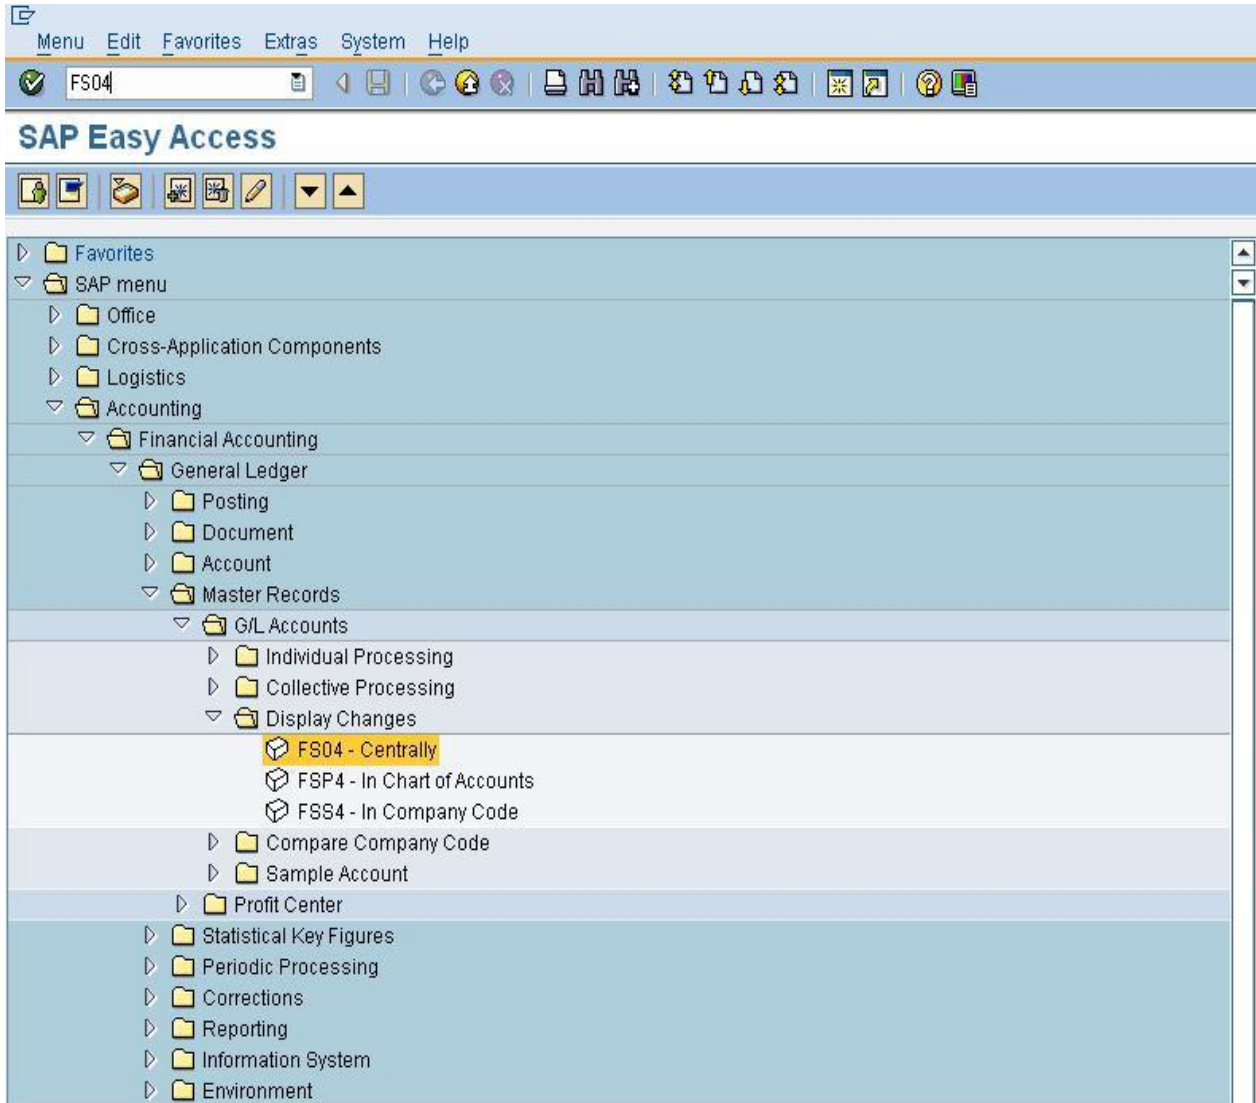 Menu Edit Favorites Extras System Help
FS04
SAP Easy Access
Favorites
SAP menu
Office
Cross-Application Components
Logistics
Accounting
Financial Accounting
General Ledger
Posting
Document
Account
Master Records
G/L Accounts
Individual Processing
Collective Processing
Display Changes
FS04 - Centrally
FSP4 - In Chart of Accounts
FSS4 - In Company Code
Compare Company Code
Sample Account
Profit Center
Statistical Key Figures
Periodic Processing
Corrections
Reporting
Information System
Environment